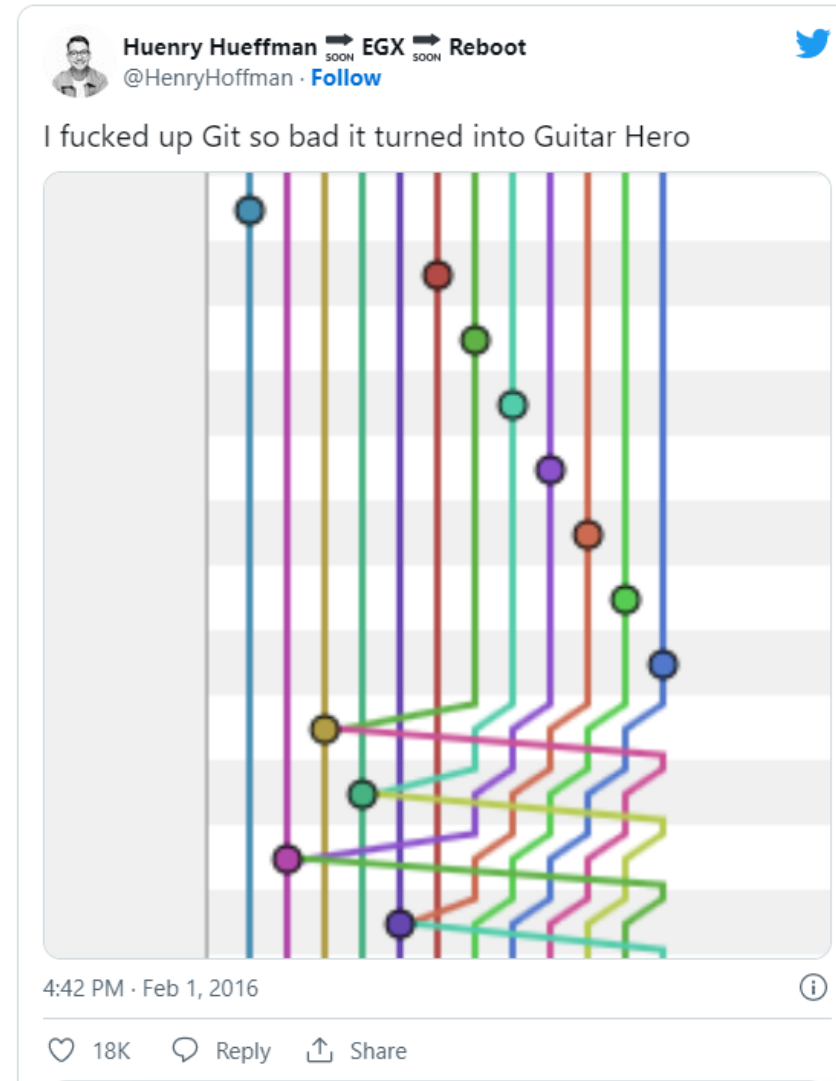 Huenry Hueffman SOON EGX SOON Reboot
@HenryHoffman · Follow
I fucked up Git so bad it turned into Guitar Hero
4:42 PM · Feb 1, 2016
18K Reply Share